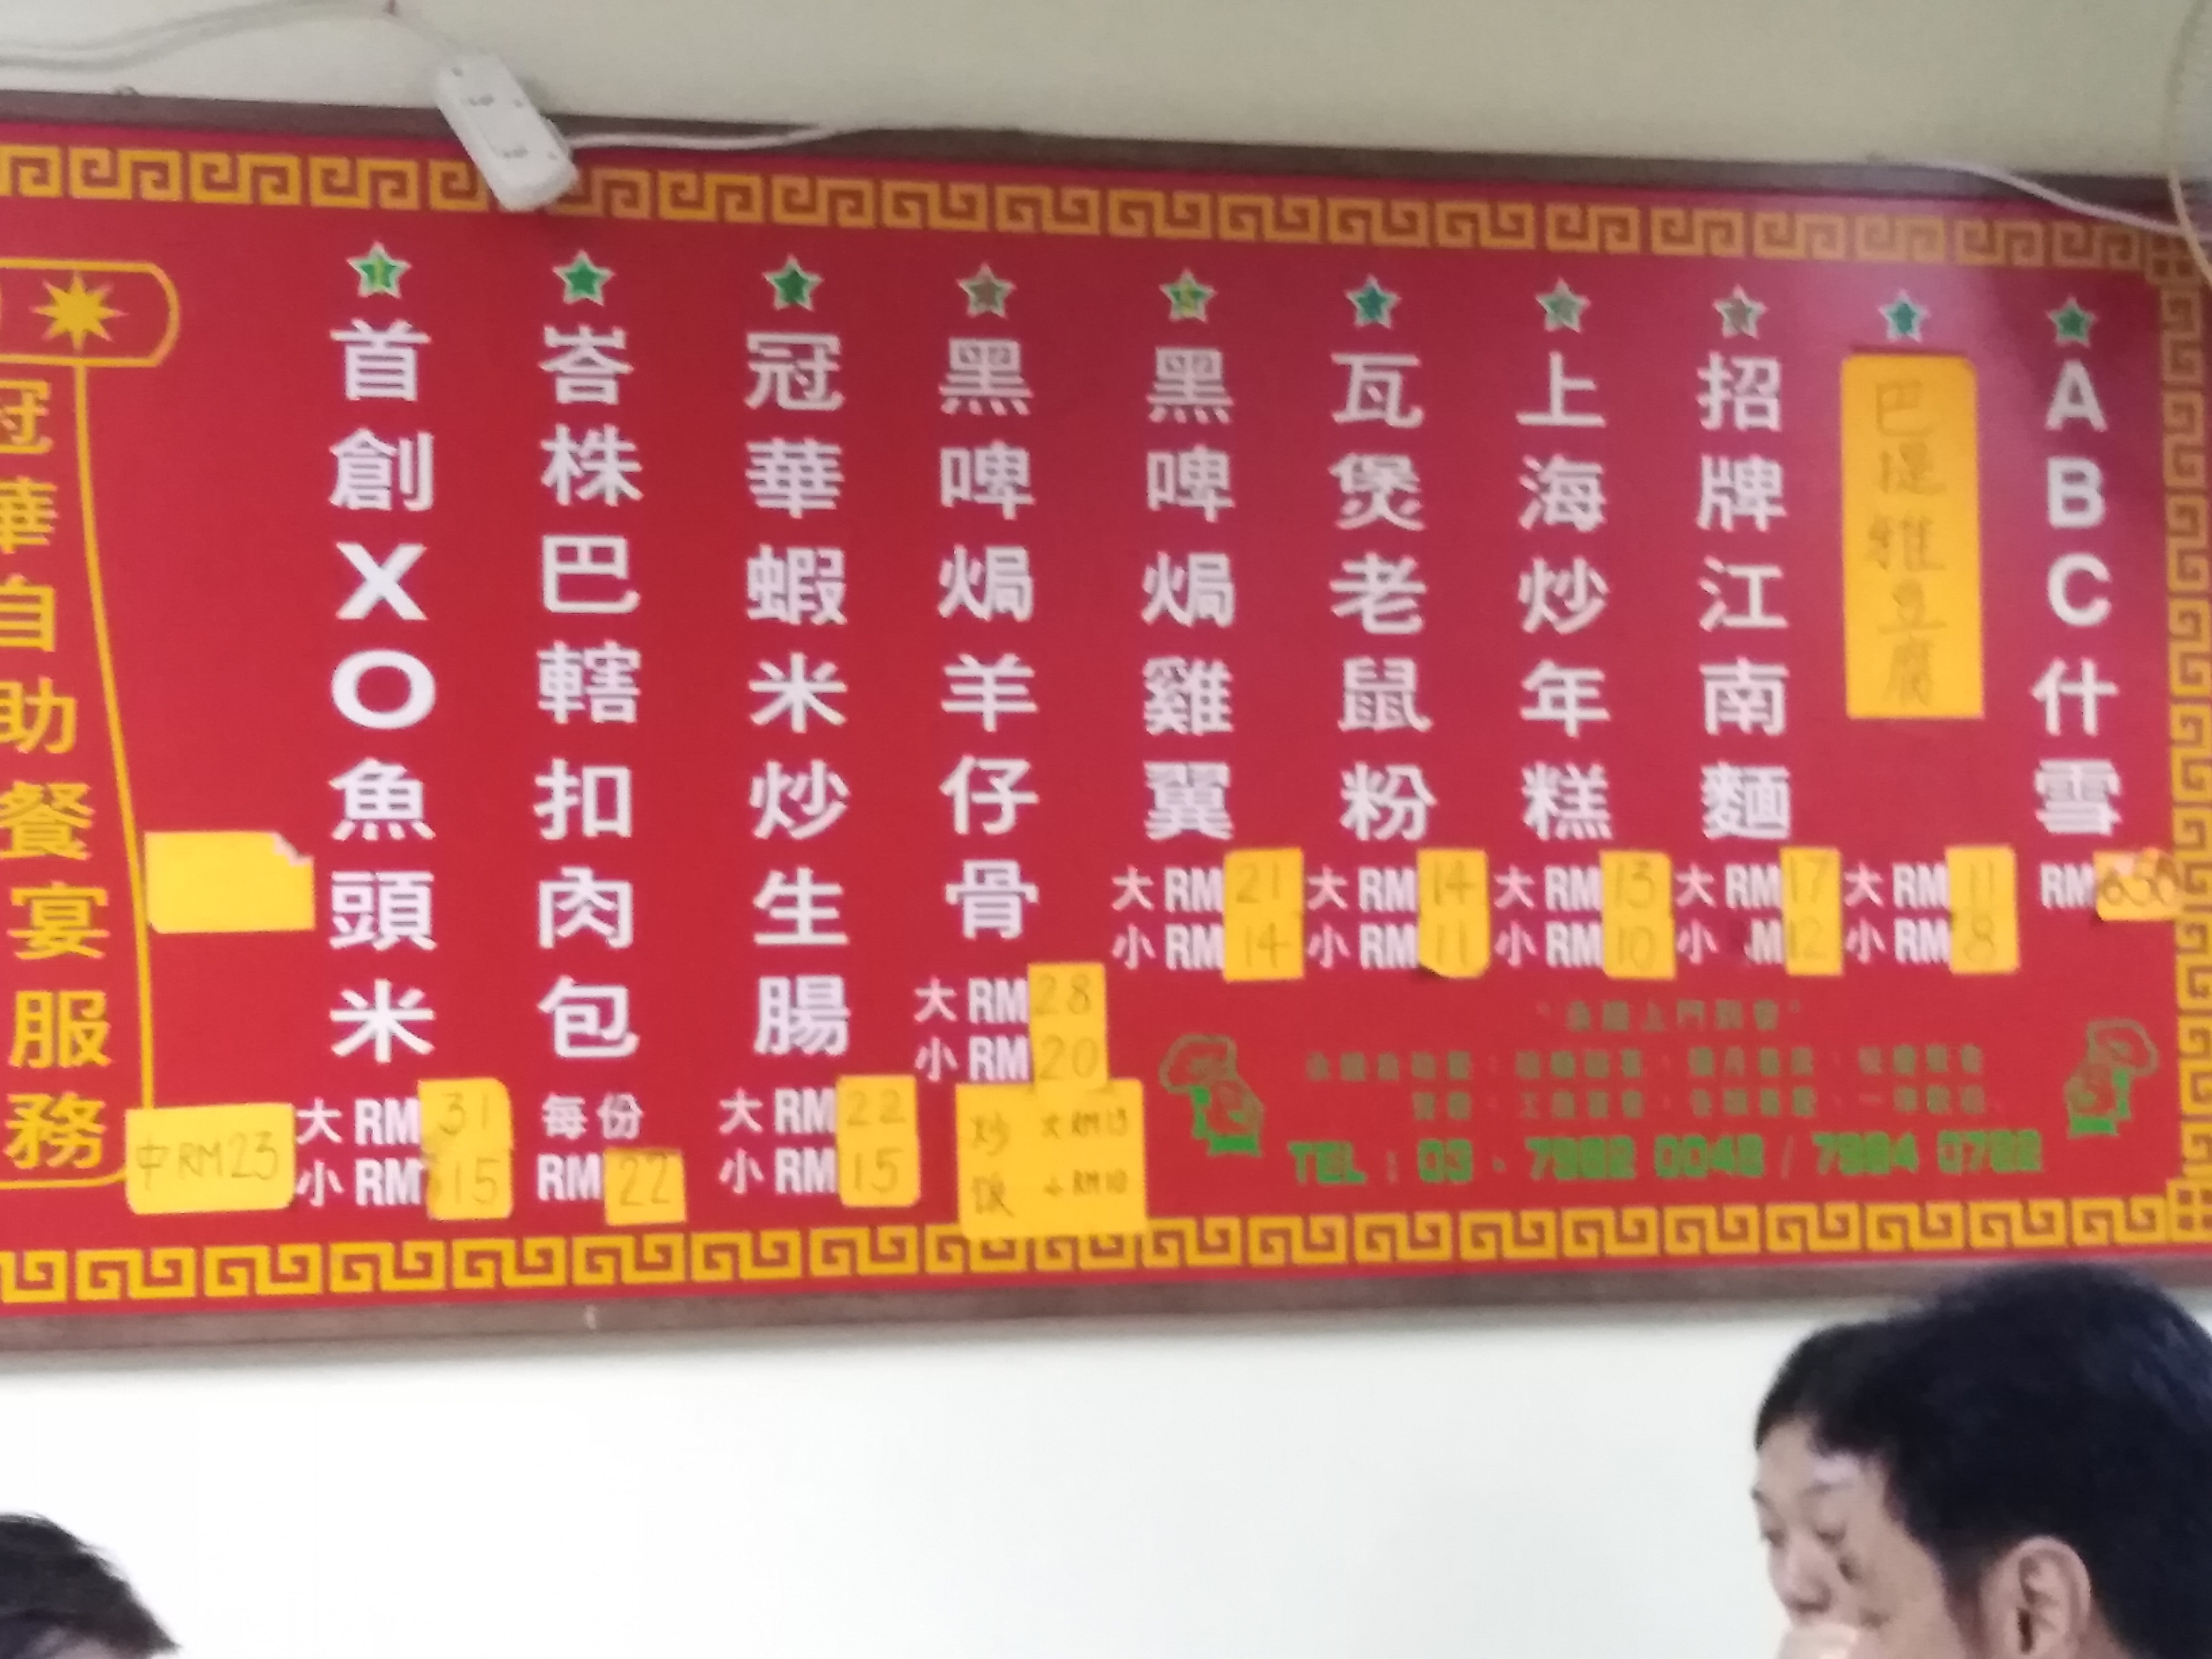 冠華自助餐宴服務
首創XO魚頭米
中RM23
大RM31
小RM15
峇株巴轄扣肉包
每份
RM22
冠華蝦米炒生腸
大RM22
小RM15
黑啤焗羊仔骨
大RM28
小RM20
炒飯
大RM13
小RM10
黑啤焗雞翼
大RM21
小RM14
瓦煲老鼠粉
大RM14
小RM11
上海炒年糕
大RM13
小RM10
招牌江南麵
大RM17
小 M12
巴提雅豆腐
大RM11
小RM8
ABC什雪
RM
TEL : 03 - 7982 0048 / 7984 0782